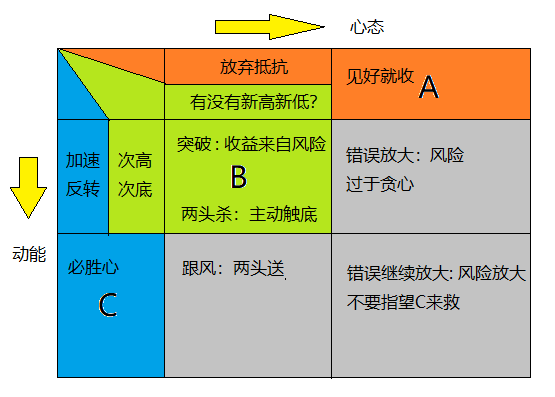 心态
放弃抵抗
见好就收
A
有没有新高新低?
加速
反转
次高
次底
突破:收益来自风险
B
两头杀：主动触底
错误放大：风险
过于贪心
动能
必胜心
C
跟风：两头送
错误继续放大:风险放大
不要指望C来救